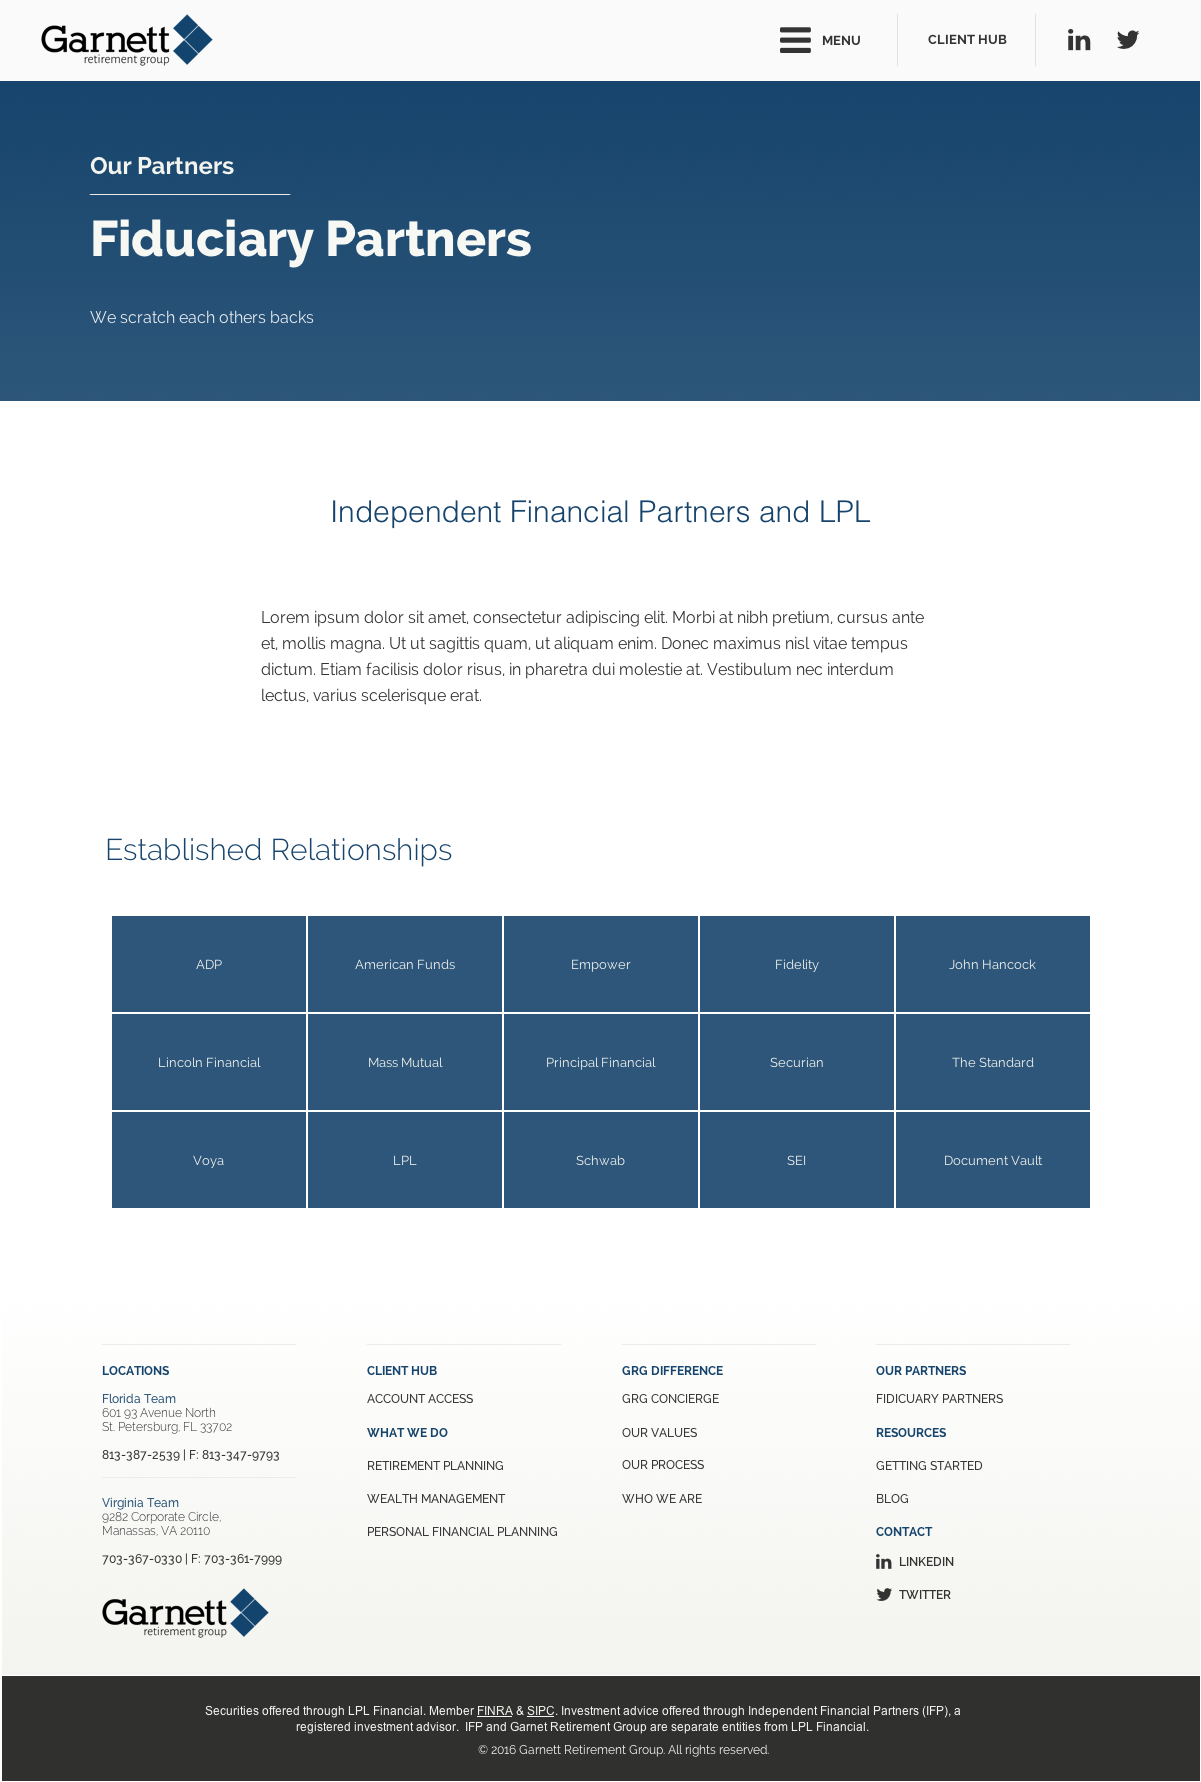 Garnett
retirement group
MENU
CLIENT HUB
Our Partners
Fiduciary Partners
We scratch each others backs
Independent Financial Partners and LPL
Lorem ipsum dolor sit amet, consectetur adipiscing elit. Morbi at nibh pretium, cursus ante
et, mollis magna. Ut ut sagittis quam, ut aliquam enim. Donec maximus nisl vitae tempus
dictum. Etiam facilisis dolor risus, in pharetra dui molestie at. Vestibulum nec interdum
lectus, varius scelerisque erat.
Established Relationships
ADP
American Funds
Empower
Fidelity
John Hancock
Lincoln Financial
Mass Mutual
Principal Financial
Securian
The Standard
Voya
LPL
Schwab
SEI
Document Vault
LOCATIONS
Florida Team
601 93 Avenue North
St. Petersburg, FL 33702
813-387-2539 | F: 813-347-9793
Virginia Team
9282 Corporate Circle,
Manassas, VA 20110
703-367-0330 | F: 703-361-7999
Garnett
retirement group
CLIENT HUB
ACCOUNT ACCESS
WHAT WE DO
RETIREMENT PLANNING
WEALTH MANAGEMENT
PERSONAL FINANCIAL PLANNING
GRG DIFFERENCE
GRG CONCIERGE
OUR VALUES
OUR PROCESS
WHO WE ARE
OUR PARTNERS
FIDICUARY PARTNERS
RESOURCES
GETTING STARTED
BLOG
CONTACT
in LINKEDIN
TWITTER
Securities offered through LPL Financial. Member FINRA & SIPC. Investment advice offered through Independent Financial Partners (IFP), a
registered investment advisor. IFP and Garnet Retirement Group are separate entities from LPL Financial.
© 2016 Garnett Retirement Group. All rights reserved.